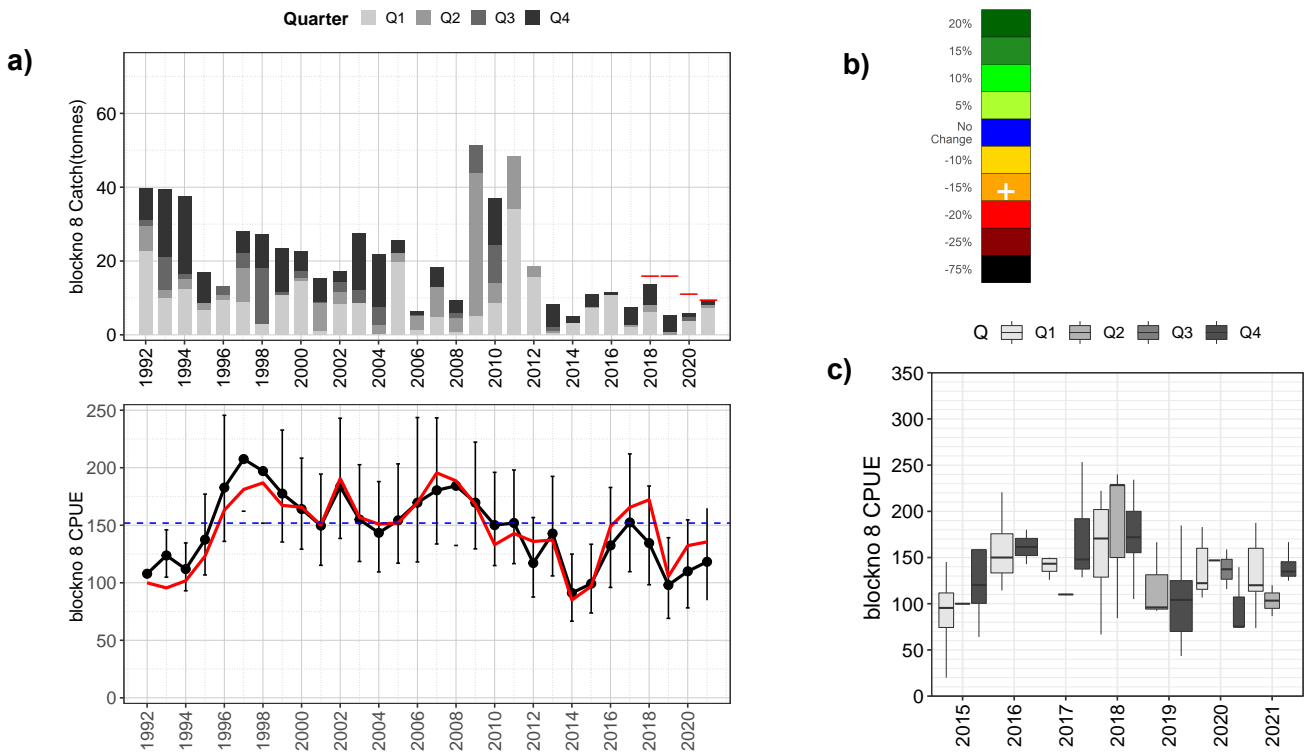 Quarter Q1 Q2 Q3 Q4
a)
blockno 8 Catch(tonnes)
60
40
20
0
1992 1994 1996 1998 2000 2002 2004 2006 2008 2010 2012 2014 2016 2018 2020
blockno 8 CPUE
250
200
150
100
50
0
1992 1994 1996 1998 2000 2002 2004 2006 2008 2010 2012 2014 2016 2018 2020
b)
20%
15%
10%
5%
No
Change
-10%
-15%
-20%
-25%
-75%
Q Q1 Q2 Q3 Q4
c)
blockno 8 CPUE
350
300
250
200
150
100
50
0
2015 2016 2017 2018 2019 2020 2021